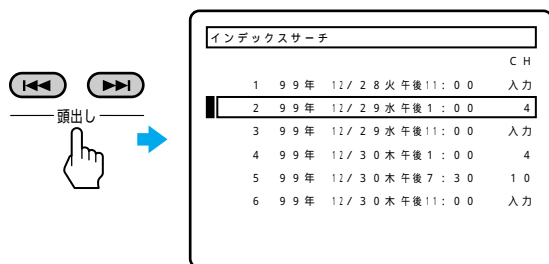 頭出し
インデックスサーチ
CH
1 99年 12/28火午後11:00 入力
2 99年 12/29水午後1:00 4
3 99年 12/29水午後11:00 入力
4 99年 12/30木午後1:00 4
5 99年 12/30木午後7:30 10
6 99年 12/30木午後11:00 入力